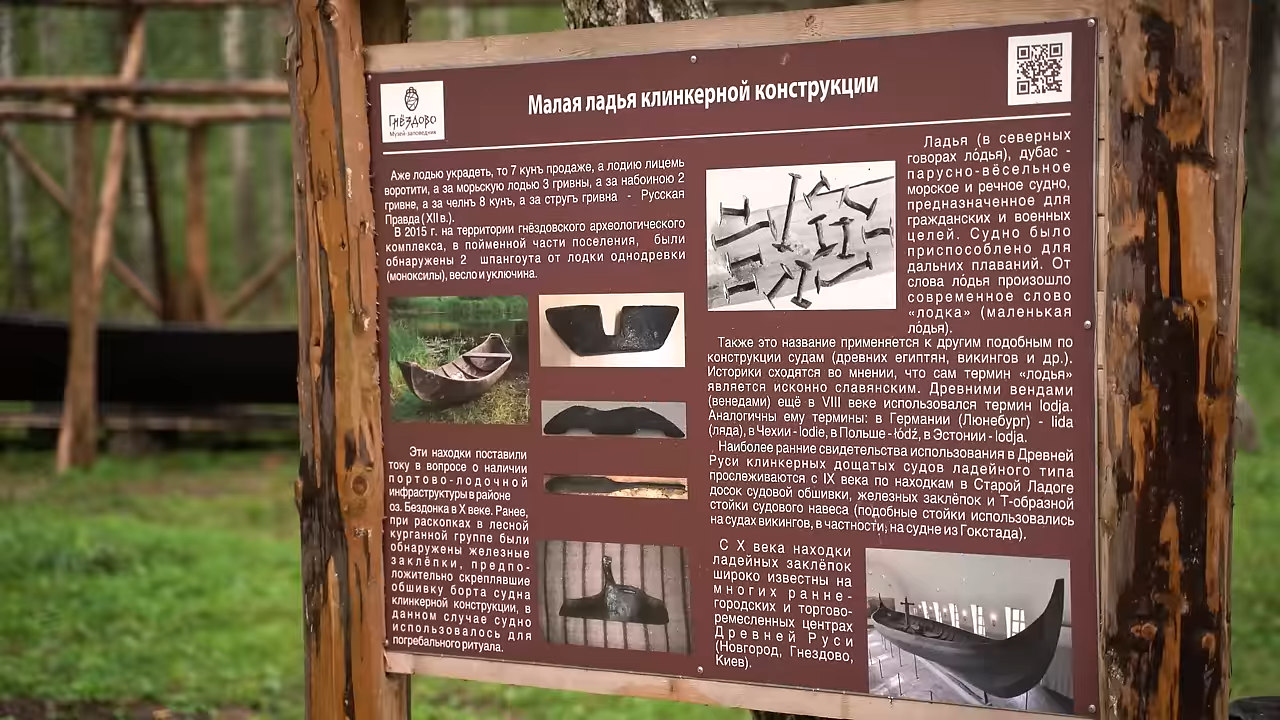 ГНЁЗДОВО
Музей-заповедник
Малая ладья клинкерной конструкции
Аже лодью украдеть, то 7 кунъ продаже, а лодию лицемь
воротити, а за морьскую лодью 3 гривны, а за набоиную 2
гривне, а за челнъ 8 кунъ, а за стругъ гривна - Русская
Правда (XII в.).
В 2015 г. на территории гнёздовского археологического
комплекса, в пойменной части поселения, были
обнаружены 2 шпангоута от лодки однодревки
(моноксилы), весло и уключина.
Эти находки поставили
току в вопросе о наличии
портово-лодочной
инфраструктуры в районе
оз. Бездонка в X веке. Ранее,
при раскопках в лесной
курганной группе были
обнаружены железные
заклёпки, предпо-
ложительно скреплявшие
обшивку борта судна
клинкерной конструкции, в
данном случае судно
использовалось для
погребального ритуала.
Ладья (в северных
говорах ло́дья), дубас -
парусно-вёсельное
морское и речное судно,
предназначенное для
гражданских и военных
целей. Судно было
приспособлено для
дальних плаваний. От
слова ло́дья произошло
современное слово
«лодка» (маленькая
ло́дья).
Также это название применяется к другим подобным по
конструкции судам (древних египтян, викингов и др.).
Историки сходятся во мнении, что сам термин «лодья»
является исконно славянским. Древними вендами
(венедами) ещё в VIII веке использовался термин lodja.
Аналогичны ему термины: в Германии (Люнебург) - lida
(ляда), в Чехии - lodie, в Польше - łódź, в Эстонии - lodja.
Наиболее ранние свидетельства использования в Древней
Руси клинкерных дощатых судов ладейного типа
прослеживаются с IX века по находкам в Старой Ладоге
досок судовой обшивки, железных заклёпок и Т-образной
стойки судового навеса (подобные стойки использовались
на судах викингов, в частности, на судне из Гокстада).
С X века находки
ладейных заклёпок
широко известны на
многих ранне-
городских и торгово-
ремесленных центрах
Древней Руси
(Новгород, Гнездово,
Киев).